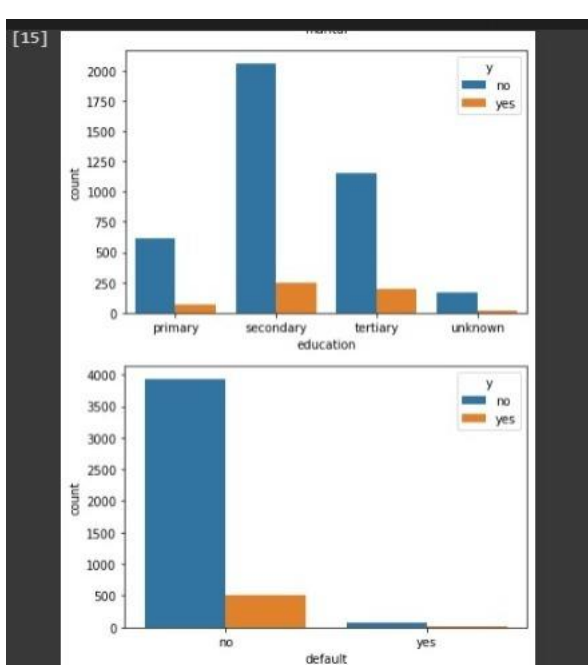 [15]
marital
2000
1750
1500
1250
1000
750
500
250
0
count
y
no
yes
primary secondary tertiary unknown
education
4000
3500
3000
2500
2000
1500
1000
500
0
count
y
no
yes
no yes
default